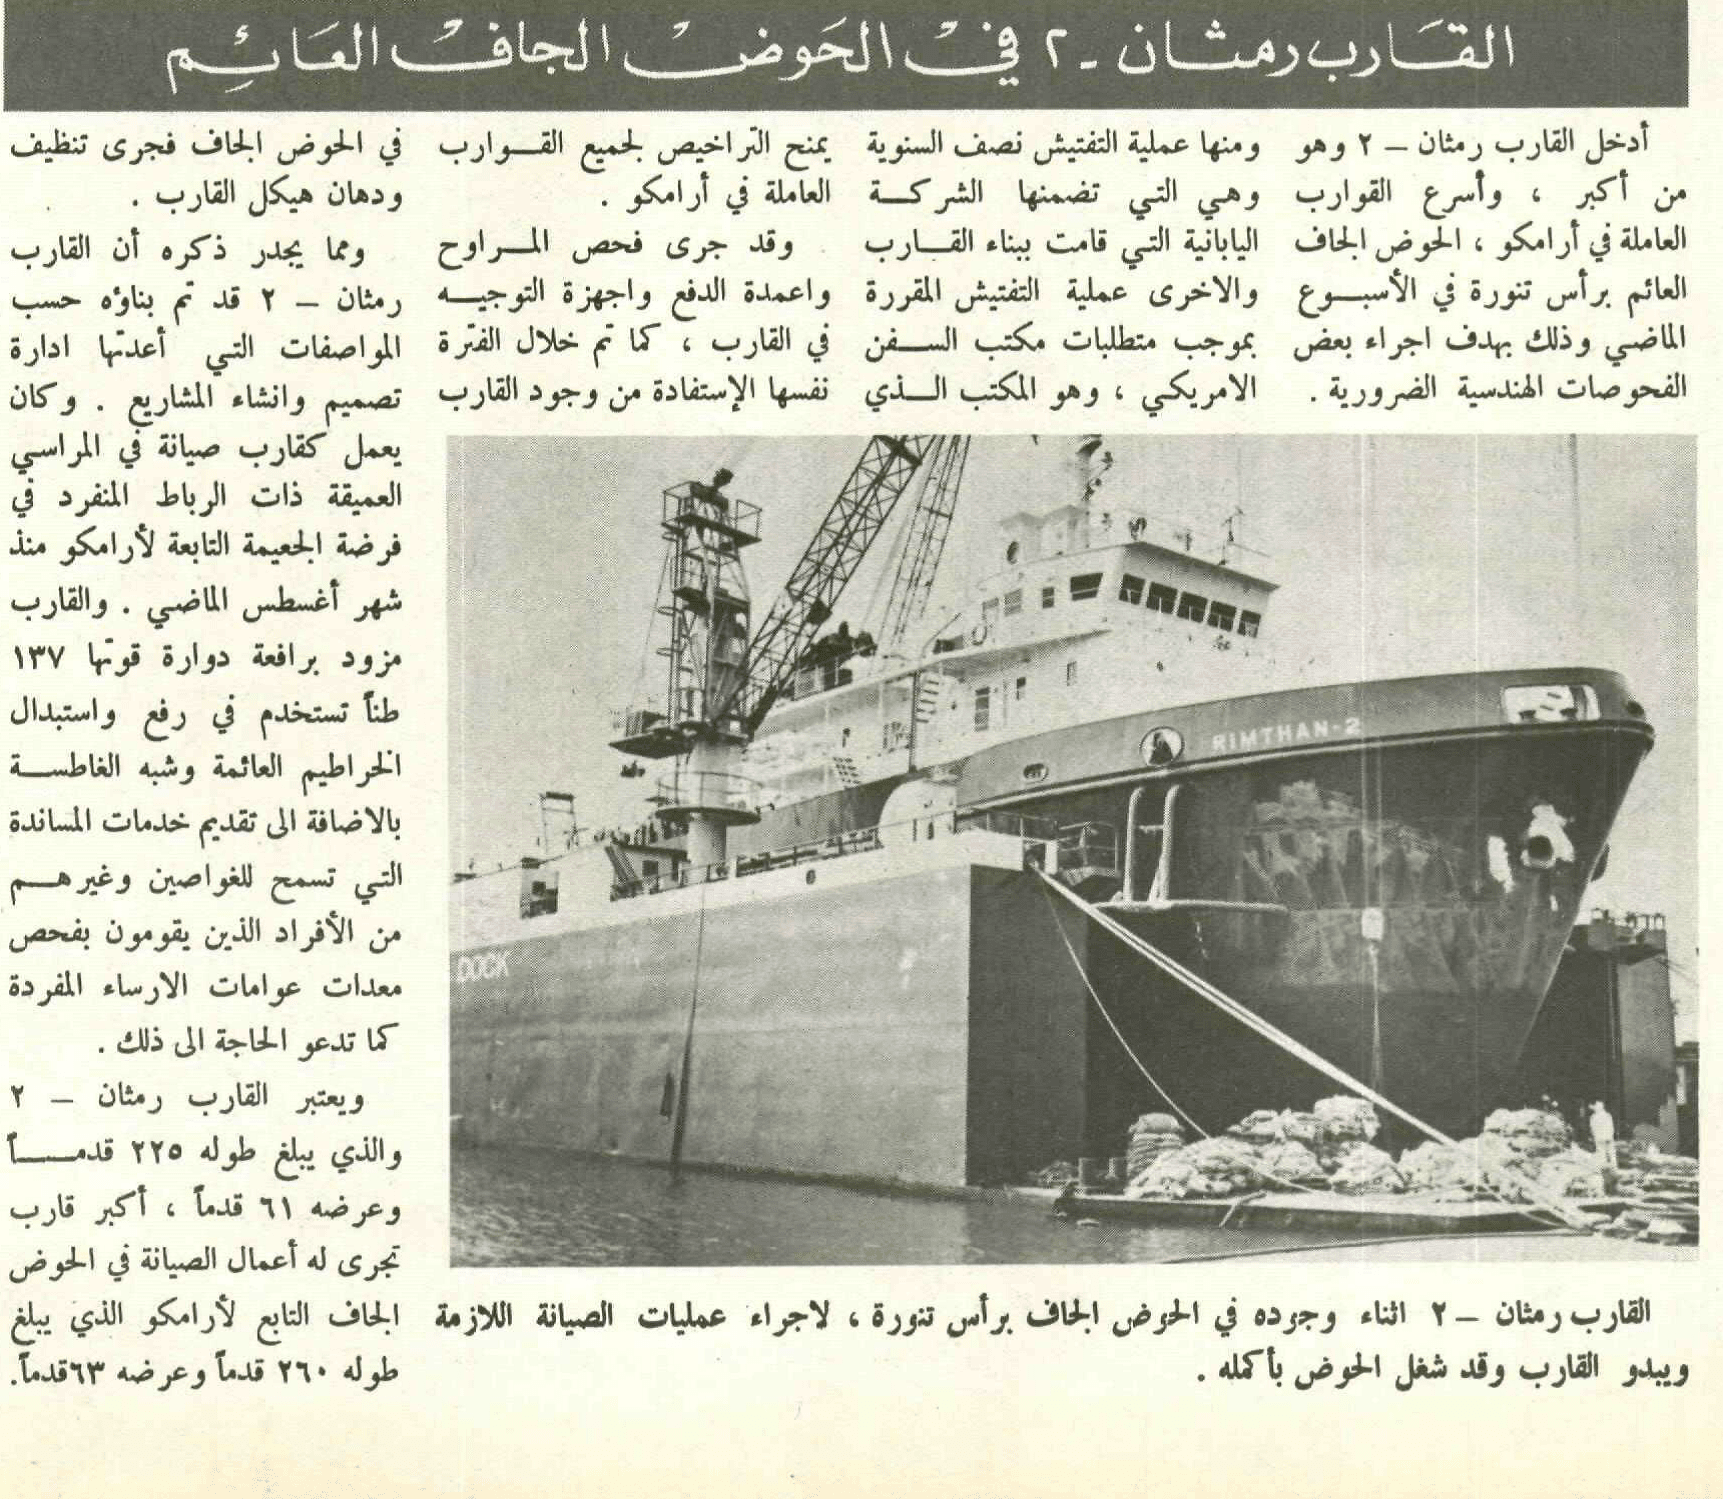 القارب رمثان - ٢ في الحوض الجاف العائم
أدخل القارب رمثان – ٢ وهو
من أكبر ، وأسرع القوارب
العاملة في أرامكو ، الحوض الجاف
العائم برأس تنورة في الأسبوع
الماضي وذلك بهدف اجراء بعض
الفحوصات الهندسية الضرورية .
ومنها عملية التفتيش نصف السنوية
وهي التي تضمنها الشركة
اليابانية التي قامت ببناء القارب
والاخرى عملية التفتيش المقررة
بموجب متطلبات مكتب السفن
الامريكي ، وهو المكتب الذي
يمنح التراخيص لجميع القوارب
العاملة في أرامكو .
وقد جرى فحص المراوح
واعمدة الدفع واجهزة التوجيه
في القارب ، كما تم خلال الفترة
نفسها الإستفادة من وجود القارب
في الحوض الجاف فجرى تنظيف
ودهان هيكل القارب .
ومما يجدر ذكره أن القارب
رمثان – ٢ قد تم بناؤه حسب
المواصفات التي أعدتها ادارة
تصميم وانشاء المشاريع . وكان
يعمل كقارب صيانة في المراسي
العميقة ذات الرباط المنفرد في
فرضة الجعيمة التابعة لأرامكو منذ
شهر أغسطس الماضي . والقارب
مزود برافعة دوارة قوتها ١٣٧
طناً تستخدم في رفع واستبدال
الخراطيم العائمة وشبه الغاطسة
بالاضافة الى تقديم خدمات المساندة
التي تسمح للغواصين وغيرهم
من الأفراد الذين يقومون بفحص
معدات عوامات الارساء المفردة
كما تدعو الحاجة الى ذلك .
ويعتبر القارب رمثان – ٢
والذي يبلغ طوله ٢٢٥ قدماً
وعرضه ٦١ قدماً ، أكبر قارب
تجرى له أعمال الصيانة في الحوض
الجاف التابع لأرامكو الذي يبلغ
طوله ٢٦٠ قدماً وعرضه ٦٣قدماً.
RIMTHAN-2
DOCK
القارب رمثان – ٢ اثناء وجوده في الحوض الجاف برأس تنورة ، لاجراء عمليات الصيانة اللازمة
ويبدو القارب وقد شغل الحوض بأكمله .